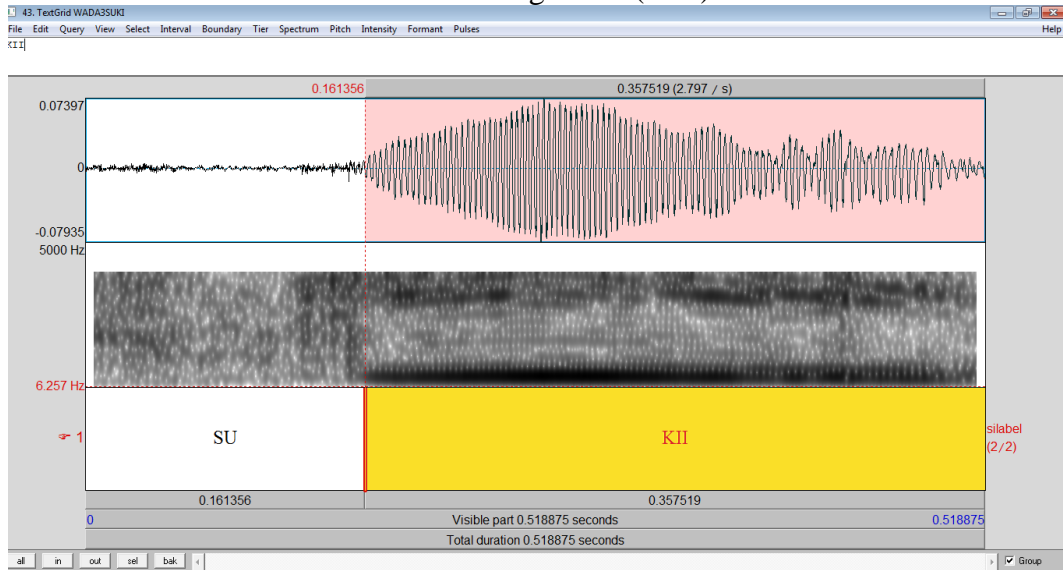 43. TextGrid WADA3SUKI
File Edit Query View Select Interval Boundary Tier Spectrum Pitch Intensity Formant Pulses Help
KII
0.161356 0.357519 (2.797 / s)
0.07397
0
-0.07935
5000 Hz
6.257 Hz
1 SU KII silabel
(2/2)
0.161356 0.357519
0 Visible part 0.518875 seconds 0.518875
Total duration 0.518875 seconds
all in out sel bak Group